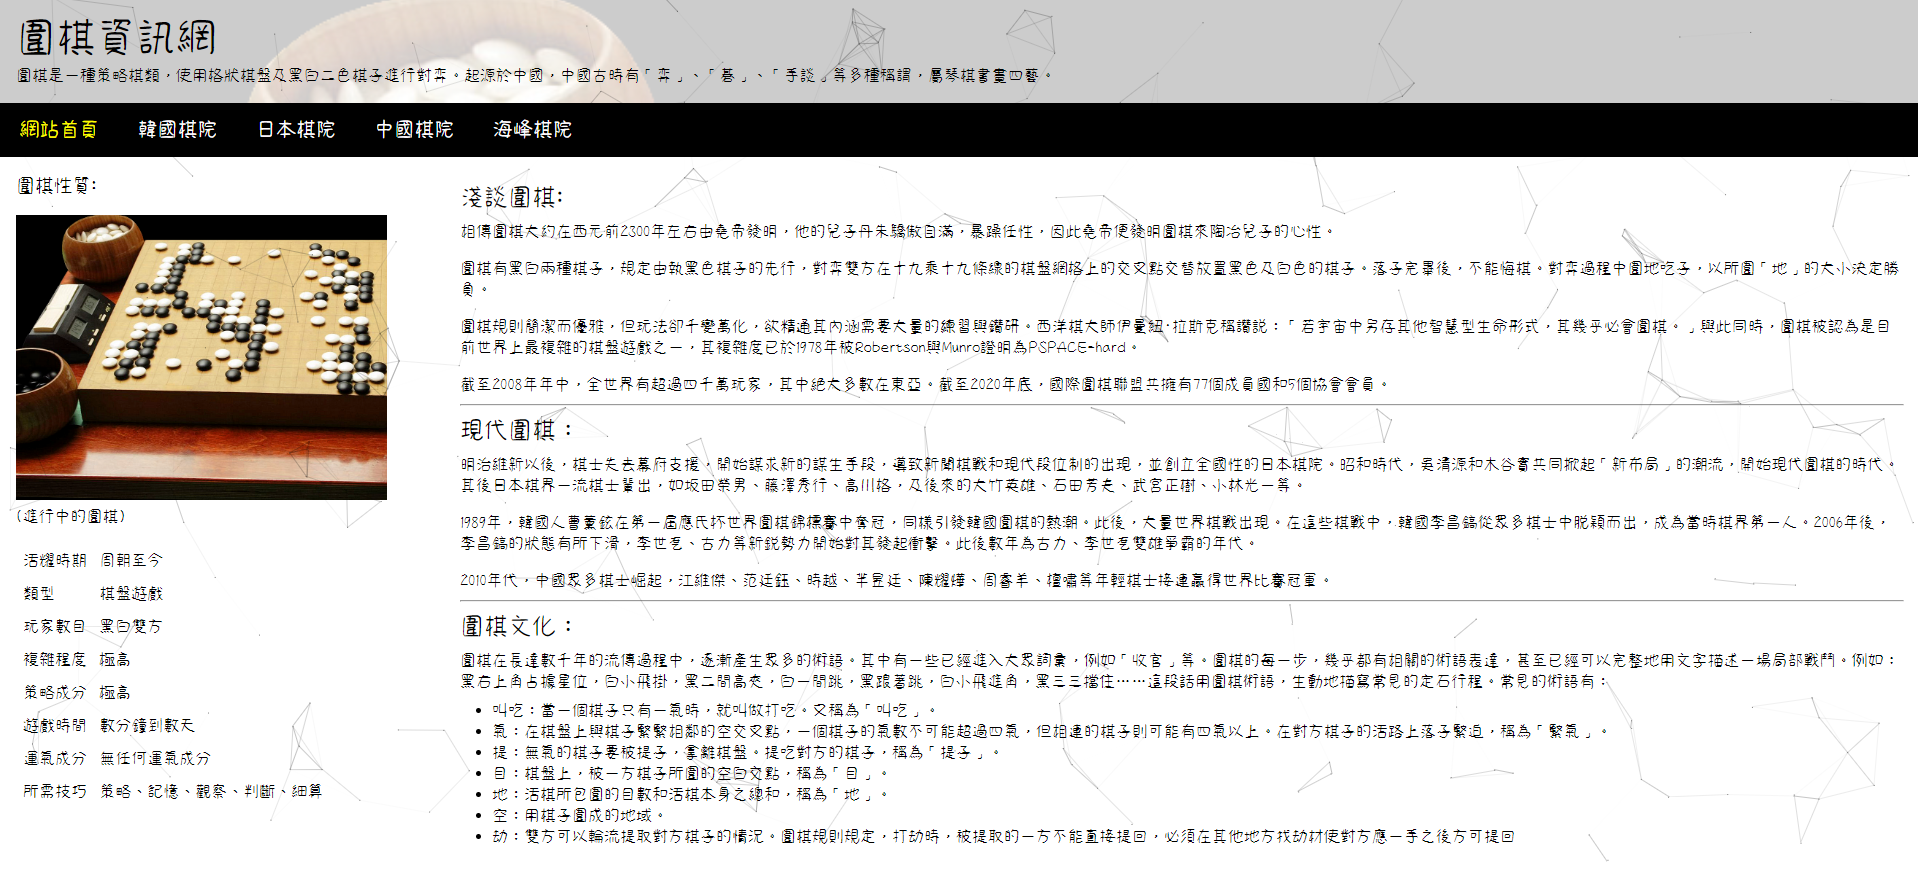 圍棋資訊網
圍棋是一種策略棋類，使用格狀棋盤及黑白二色棋子進行對弈。起源於中國，中國古時有「弈」、「碁」、「手談」等多種稱謂，屬琴棋書畫四藝。
網站首頁 韓國棋院 日本棋院 中國棋院 海峰棋院
圍棋性質:
(進行中的圍棋)
活耀時期 周朝至今
類型 棋盤遊戲
玩家數目 黑白雙方
複雜程度 極高
策略成分 極高
遊戲時間 數分鐘到數天
運氣成分 無任何運氣成分
所需技巧 策略、記憶、觀察、判斷、細算
淺談圍棋:
相傳圍棋大約在西元前2300年左右由堯帝發明，他的兒子丹朱驕傲自滿，暴躁任性，因此堯帝便發明圍棋來陶冶兒子的心性。
圍棋有黑白兩種棋子，規定由執黑色棋子的先行，對弈雙方在十九乘十九條線的棋盤網格上的交叉點交替放置黑色及白色的棋子。落子完畢後，不能悔棋。對弈過程中圍地吃子，以所圍「地」的大小決定勝
負。
圍棋規則簡潔而優雅，但玩法卻千變萬化，欲精通其內涵需要大量的練習與鑽研。西洋棋大師伊曼紐·拉斯克稱讚說：「若宇宙中另存其他智慧型生命形式，其幾乎必會圍棋。」與此同時，圍棋被認為是目
前世界上最複雜的棋盤遊戲之一，其複雜度已於1978年被Robertson與Munro證明為PSPACE-hard。
截至2008年年中，全世界有超過四千萬玩家，其中絕大多數在東亞。截至2020年底，國際圍棋聯盟共擁有77個成員國和5個協會會員。
現代圍棋：
明治維新以後，棋士失去幕府支援，開始謀求新的謀生手段，導致新聞棋戰和現代段位制的出現，並創立全國性的日本棋院。昭和時代，吳清源和木谷實共同掀起「新布局」的潮流，開始現代圍棋的時代。
其後日本棋界一流棋士輩出，如坂田榮男、藤澤秀行、高川格，及後來的大竹英雄、石田芳夫、武宮正樹、小林光一等。
1989年，韓國人曹薰鉉在第一屆應氏杯世界圍棋錦標賽中奪冠，同樣引發韓國圍棋的熱潮。此後，大量世界棋戰出現。在這些棋戰中，韓國李昌鎬從眾多棋士中脫穎而出，成為當時棋界第一人。2006年後，
李昌鎬的狀態有所下滑，李世乭、古力等新銳勢力開始對其發起衝擊。此後數年為古力、李世乭雙雄爭霸的年代。
2010年代，中國眾多棋士崛起，江維傑、范廷鈺、時越、羋昱廷、陳耀燁、周睿羊、檀嘯等年輕棋士接連贏得世界比賽冠軍。
圍棋文化：
圍棋在長達數千年的流傳過程中，逐漸產生眾多的術語。其中有一些已經進入大眾詞彙，例如「收官」等。圍棋的每一步，幾乎都有相關的術語表達，甚至已經可以完整地用文字描述一場局部戰鬥。例如：
黑右上角占據星位，白小飛掛，黑二間高夾，白一間跳，黑跟著跳，白小飛進角，黑三三擋住……這段話用圍棋術語，生動地描寫常見的定石行程。常見的術語有：
• 叫吃：當一個棋子只有一氣時，就叫做打吃。又稱為「叫吃」。
• 氣：在棋盤上與棋子緊緊相鄰的空交叉點，一個棋子的氣數不可能超過四氣，但相連的棋子則可能有四氣以上。在對方棋子的活路上落子緊迫，稱為「緊氣」。
• 提：無氣的棋子要被提子，拿離棋盤。提吃對方的棋子，稱為「提子」。
• 目：棋盤上，被一方棋子所圍的空白交點，稱為「目」。
• 地：活棋所包圍的目數和活棋本身之總和，稱為「地」。
• 空：用棋子圍成的地域。
• 劫：雙方可以輪流提取對方棋子的情況。圍棋規則規定，打劫時，被提取的一方不能直接提回，必須在其他地方找劫材使對方應一手之後方可提回